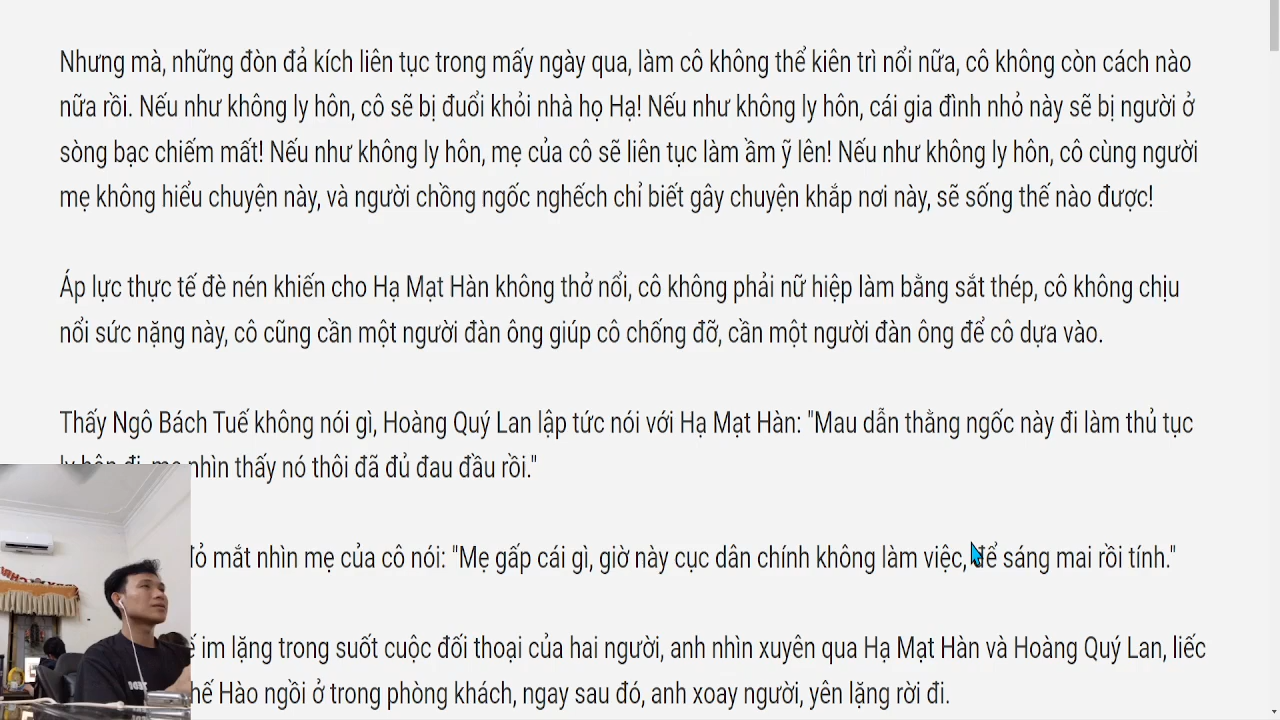 Nhưng mà, những đòn đả kích liên tục trong mấy ngày qua, làm cô không thể kiên trì nổi nữa, cô không còn cách nào
nữa rồi. Nếu như không ly hôn, cô sẽ bị đuổi khỏi nhà họ Hạ! Nếu như không ly hôn, cái gia đình nhỏ này sẽ bị người ở
sòng bạc chiếm mất! Nếu như không ly hôn, mẹ của cô sẽ liên tục làm ầm ỹ lên! Nếu như không ly hôn, cô cùng người
mẹ không hiểu chuyện này, và người chồng ngốc nghếch chỉ biết gây chuyện khắp nơi này, sẽ sống thế nào được!
Áp lực thực tế đè nén khiến cho Hạ Mạt Hàn không thở nổi, cô không phải nữ hiệp làm bằng sắt thép, cô không chịu
nổi sức nặng này, cô cũng cần một người đàn ông giúp cô chống đỡ, cần một người đàn ông để cô dựa vào.
Thấy Ngô Bách Tuế không nói gì, Hoàng Quý Lan lập tức nói với Hạ Mạt Hàn: "Mau dẫn thằng ngốc này đi làm thủ tục
nhìn thấy nó thôi đã đủ đau đầu rồi."
đỏ mắt nhìn mẹ của cô nói: "Mẹ gấp cái gì, giờ này cục dân chính không làm việc, để sáng mai rồi tính."
im lặng trong suốt cuộc đối thoại của hai người, anh nhìn xuyên qua Hạ Mạt Hàn và Hoàng Quý Lan, liếc
Hào ngồi ở trong phòng khách, ngay sau đó, anh xoay người, yên lặng rời đi.